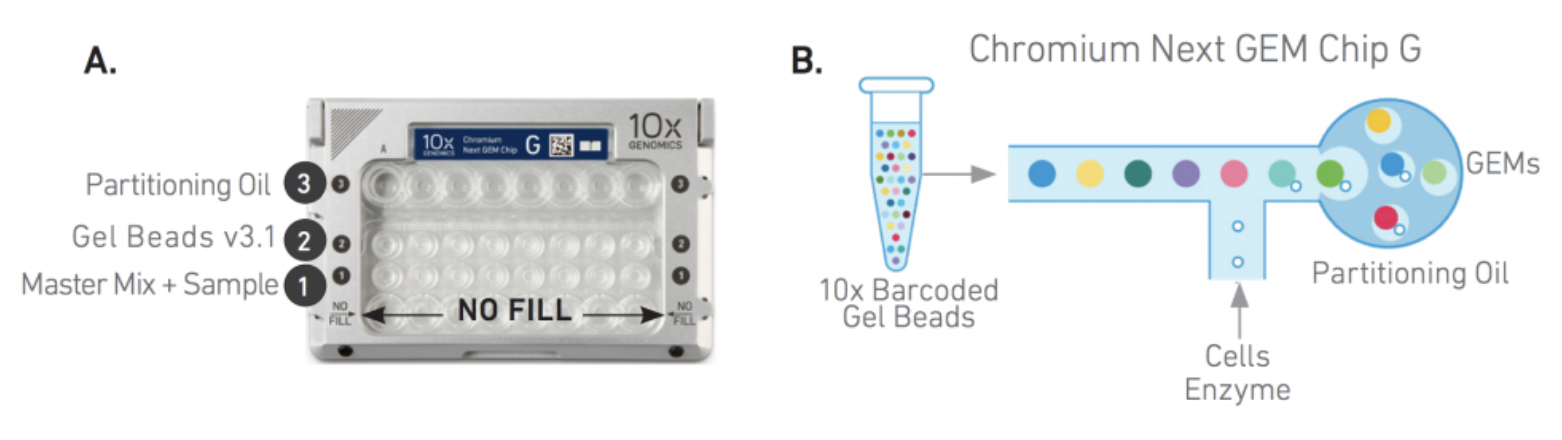 A.
Partitioning Oil 3
Gel Beads v3.1 2
Master Mix + Sample 1
10x GENOMICS
Chromium
Next GEM Chip
G
10x
GENOMICS
A
3
3
2
2
1
1
NO
FILL
NO FILL
NO
FILL
B.
Chromium Next GEM Chip G
10x Barcoded
Gel Beads
GEMs
Partitioning Oil
Cells
Enzyme